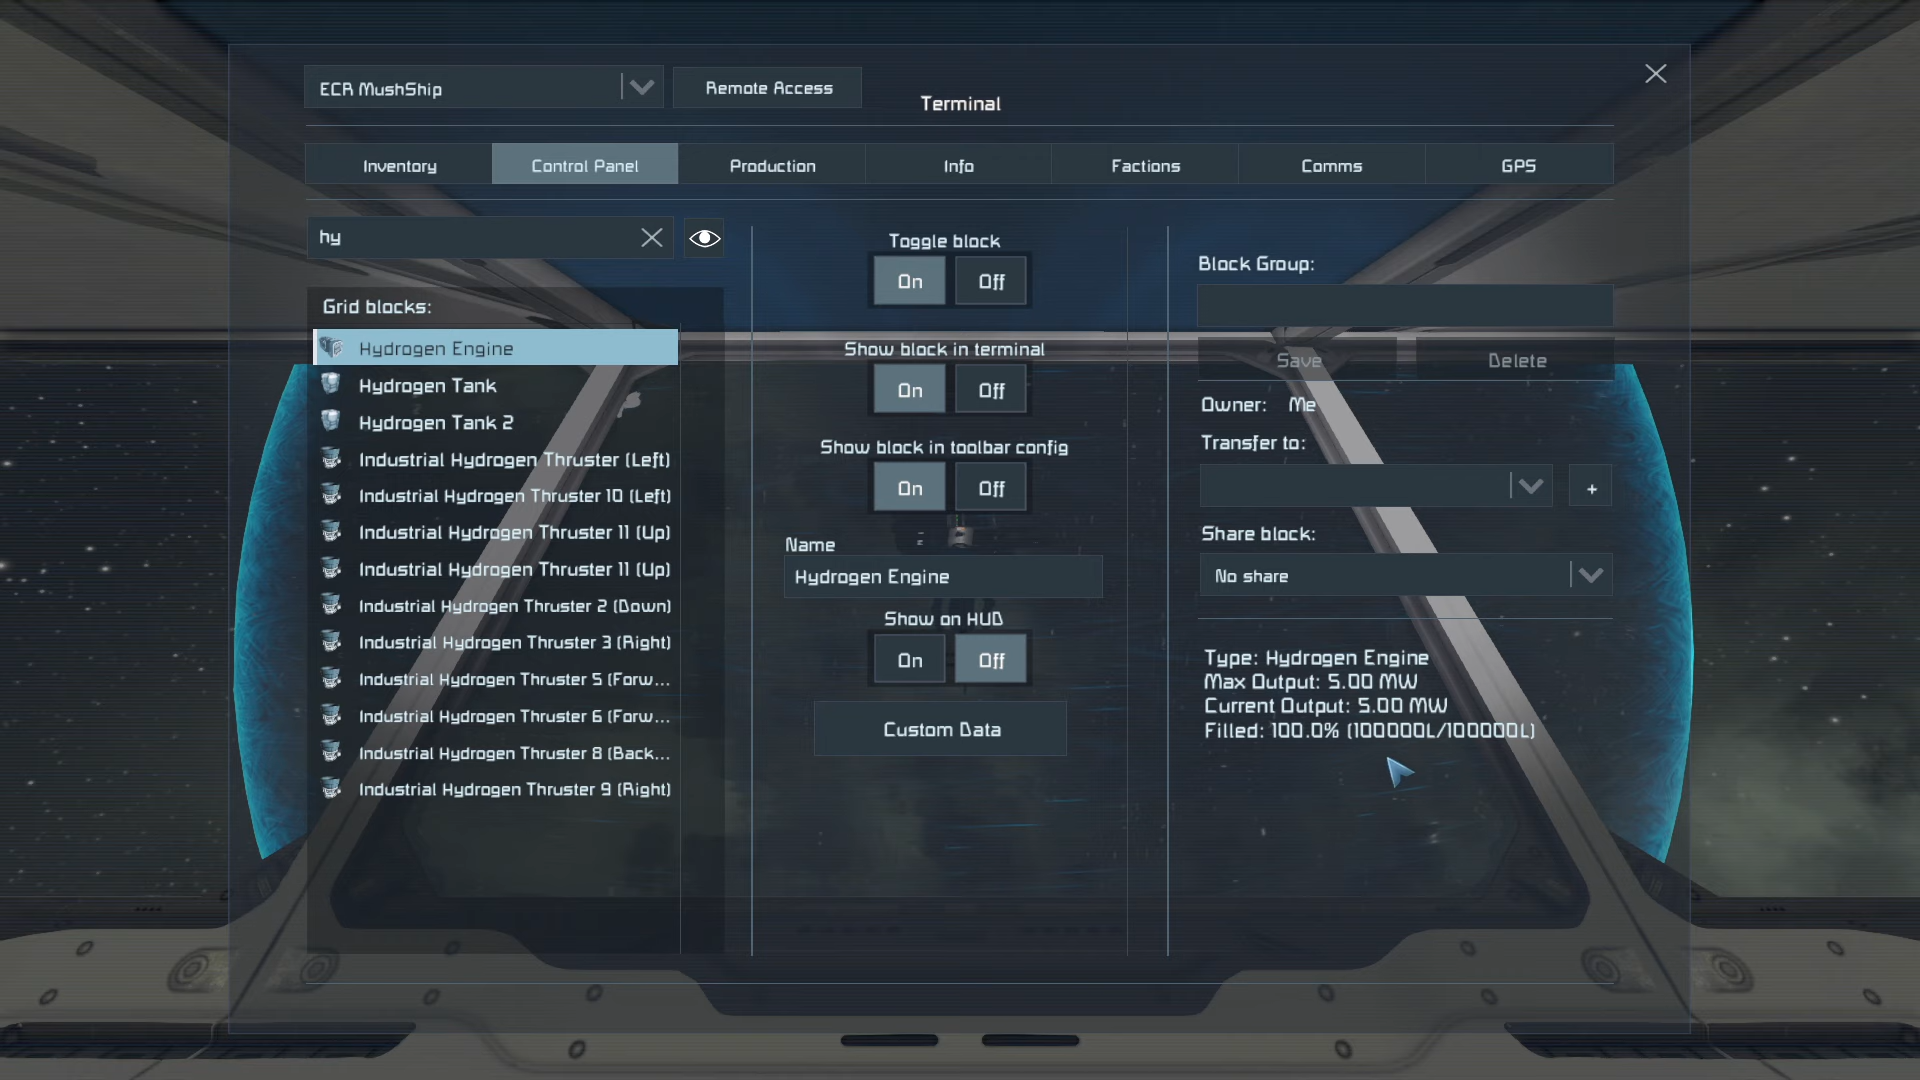 ECR MushShip
Remote Access
Terminal
Inventory
Control Panel
Production
Info
Factions
Comms
GPS
hy
Grid blocks:
Hydrogen Engine
Hydrogen Tank
Hydrogen Tank 2
Industrial Hydrogen Thruster (Left)
Industrial Hydrogen Thruster 10 (Left)
Industrial Hydrogen Thruster 11 (Up)
Industrial Hydrogen Thruster 11 (Up)
Industrial Hydrogen Thruster 2 (Down)
Industrial Hydrogen Thruster 3 (Right)
Industrial Hydrogen Thruster 5 (Forw...
Industrial Hydrogen Thruster 6 (Forw...
Industrial Hydrogen Thruster 8 (Back...
Industrial Hydrogen Thruster 9 (Right)
Toggle block
On Off
Show block in terminal
On Off
Show block in toolbar config
On Off
Name
Hydrogen Engine
Show on HUD
On Off
Custom Data
Block Group:
Save Delete
Owner: Me
Transfer to:
+
Share block:
No share
Type: Hydrogen Engine
Max Output: 5.00 MW
Current Output: 5.00 MW
Filled: 100.0% (100000L/100000L)